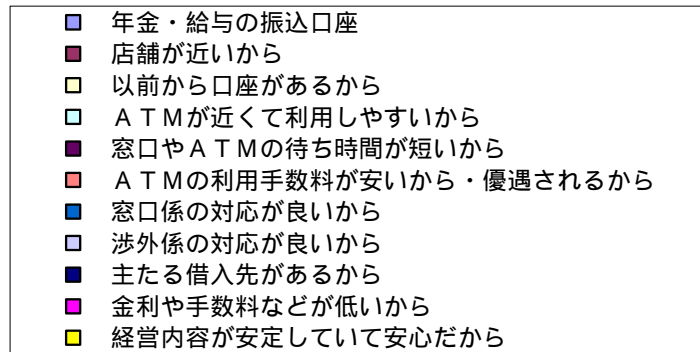 年金・給与の振込口座
店舗が近いから
以前から口座があるから
ＡＴＭが近くて利用しやすいから
窓口やＡＴＭの待ち時間が短いから
ＡＴＭの利用手数料が安いから・優遇されるから
窓口係の対応が良いから
渉外係の対応が良いから
主たる借入先があるから
金利や手数料などが低いから
経営内容が安定していて安心だから